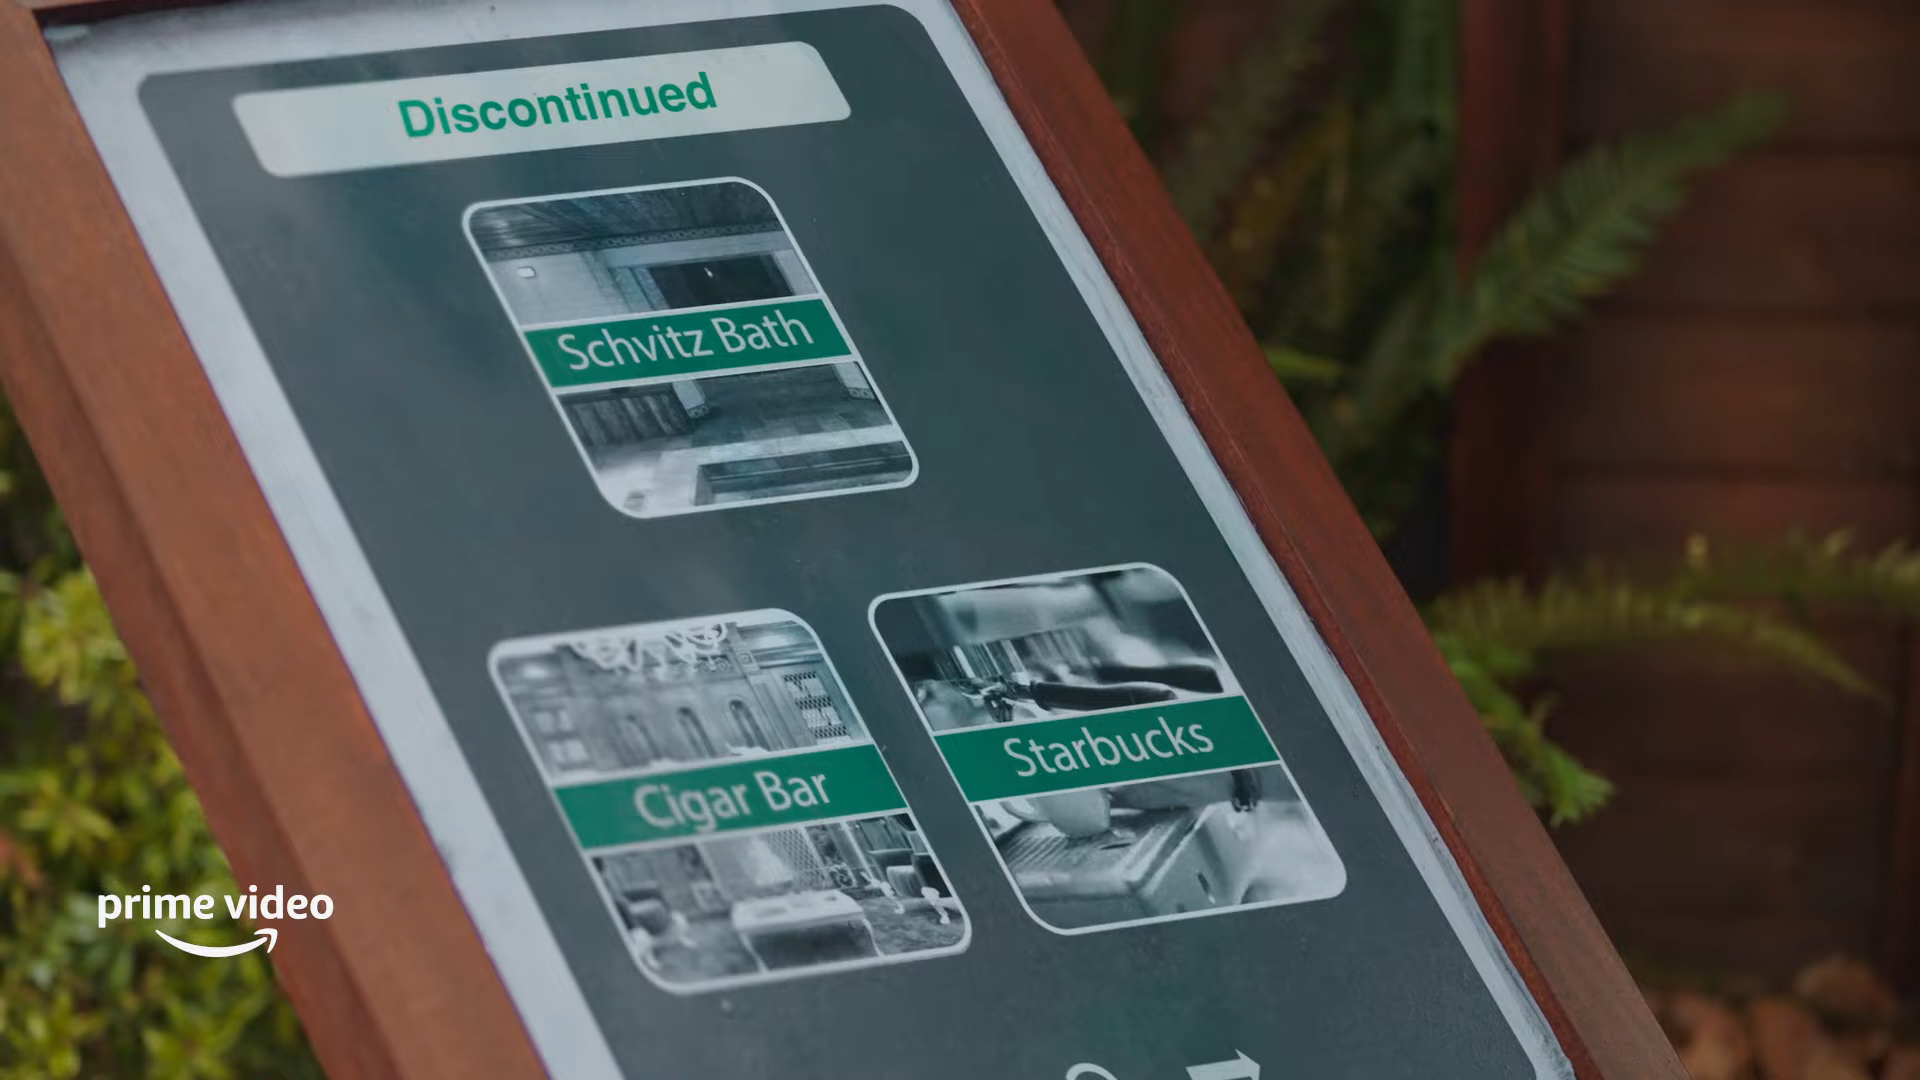 Discontinued
Schvitz Bath
Cigar Bar
Starbucks
prime video